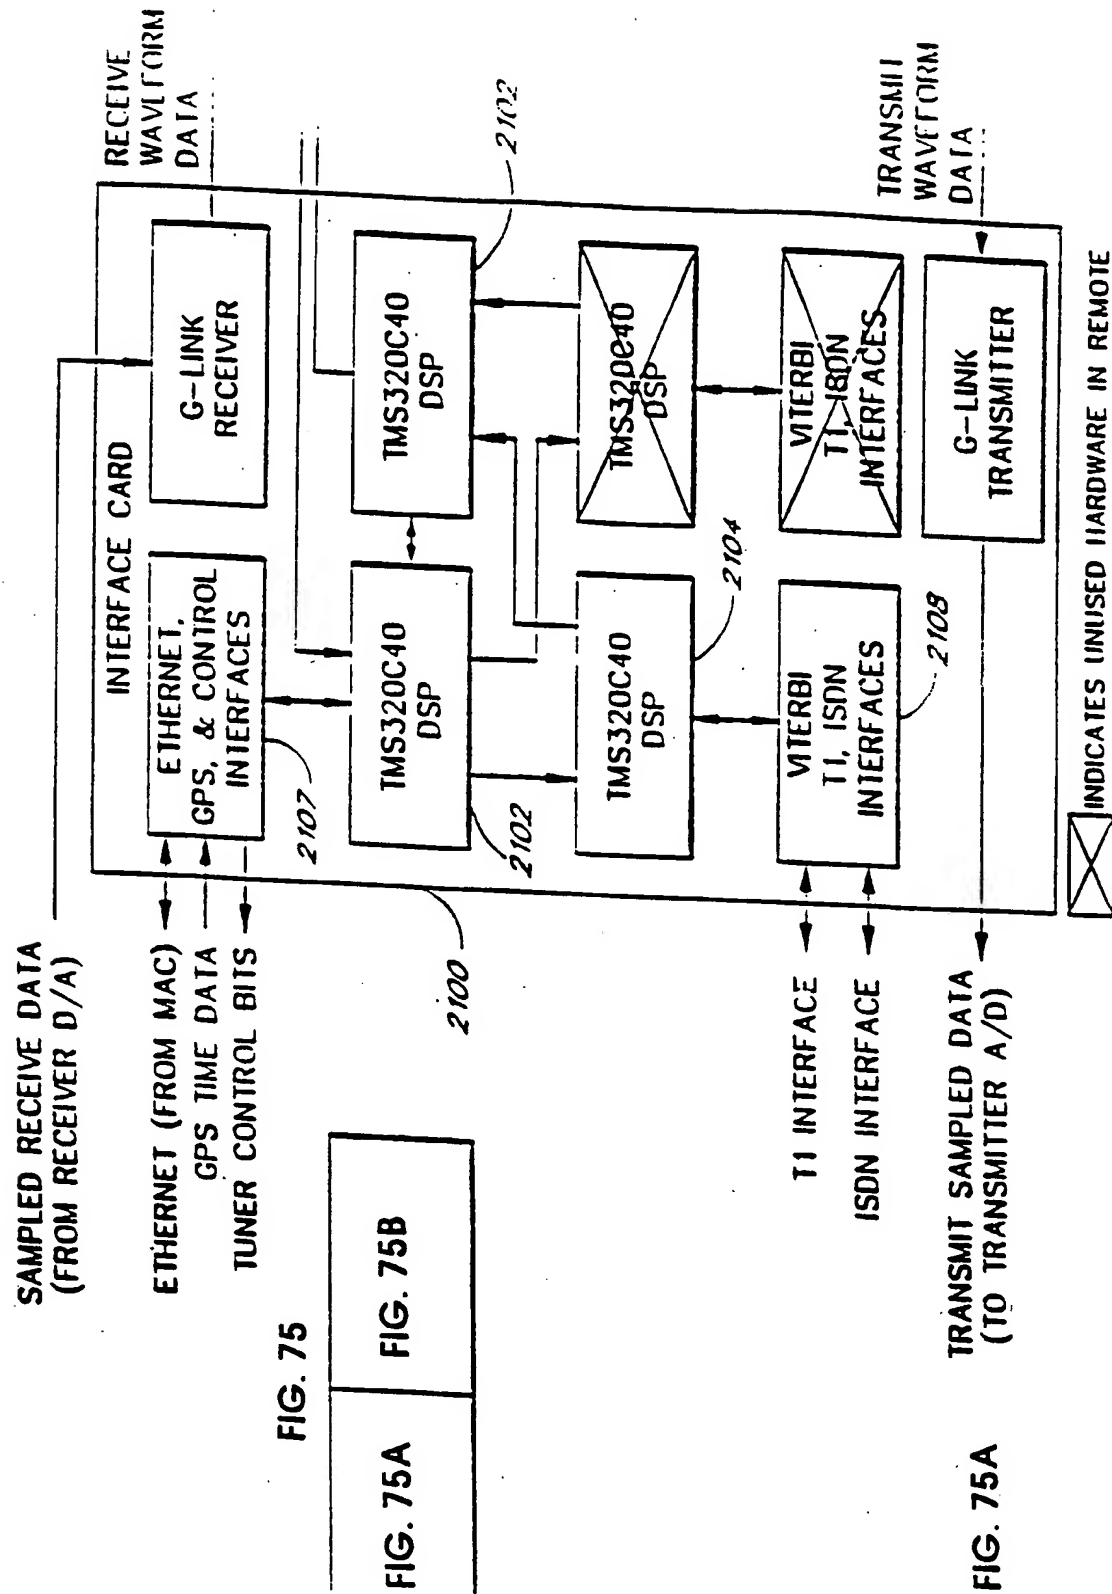 SAMPLED RECEIVE DATA
(FROM RECEIVER D/A)
ETHERNET (FROM MAC)
GPS TIME DATA
TUNER CONTROL BITS
INTERFACE CARD
ETHERNET,
GPS, & CONTROL
INTERFACES
2107
G-LINK
RECEIVER
RECEIVE
WAVEFORM
DATA
FIG. 75
FIG. 75A
FIG. 75B
2100
TMS320C40
DSP
2102
TMS320C40
DSP
2102
TMS320C40
DSP
2104
TMS320C40
DSP
T1 INTERFACE
ISDN INTERFACE
VITERBI
T1, ISDN
INTERFACES
2108
VITERBI
T1, ISDN
INTERFACES
TRANSMIT SAMPLED DATA
(TO TRANSMITTER A/D)
G-LINK
TRANSMITTER
TRANSMIT
WAVEFORM
DATA
FIG. 75A
INDICATES UNUSED HARDWARE IN REMOTE